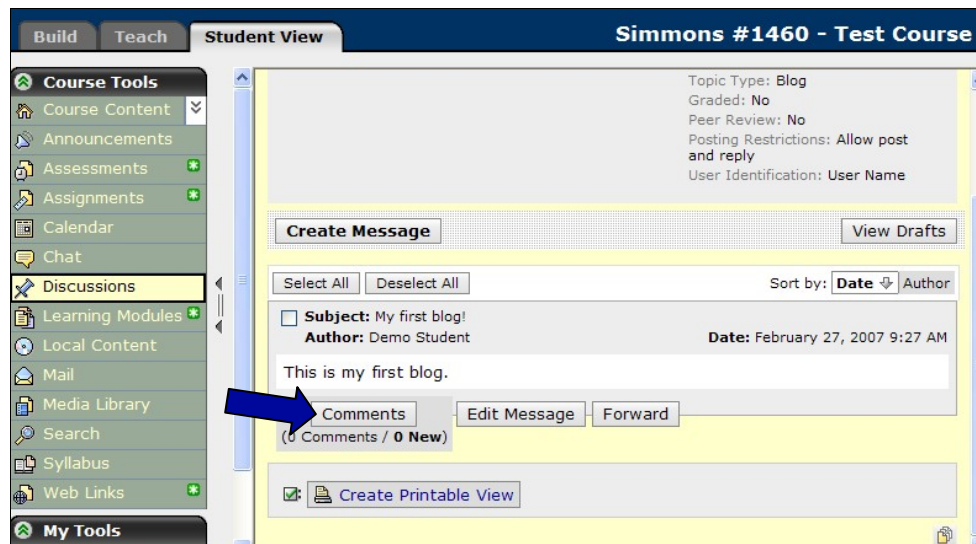 Build Teach Student View Simmons #1460 - Test Course
Course Tools
Course Content
Announcements
Assessments
Assignments
Calendar
Chat
Discussions
Learning Modules
Local Content
Mail
Media Library
Search
Syllabus
Web Links
My Tools
Topic Type: Blog
Graded: No
Peer Review: No
Posting Restrictions: Allow post
and reply
User Identification: User Name
Create Message View Drafts
Select All Deselect All Sort by: Date Author
Subject: My first blog!
Author: Demo Student Date: February 27, 2007 9:27 AM
This is my first blog.
Comments Edit Message Forward
(0 Comments / 0 New)
Create Printable View